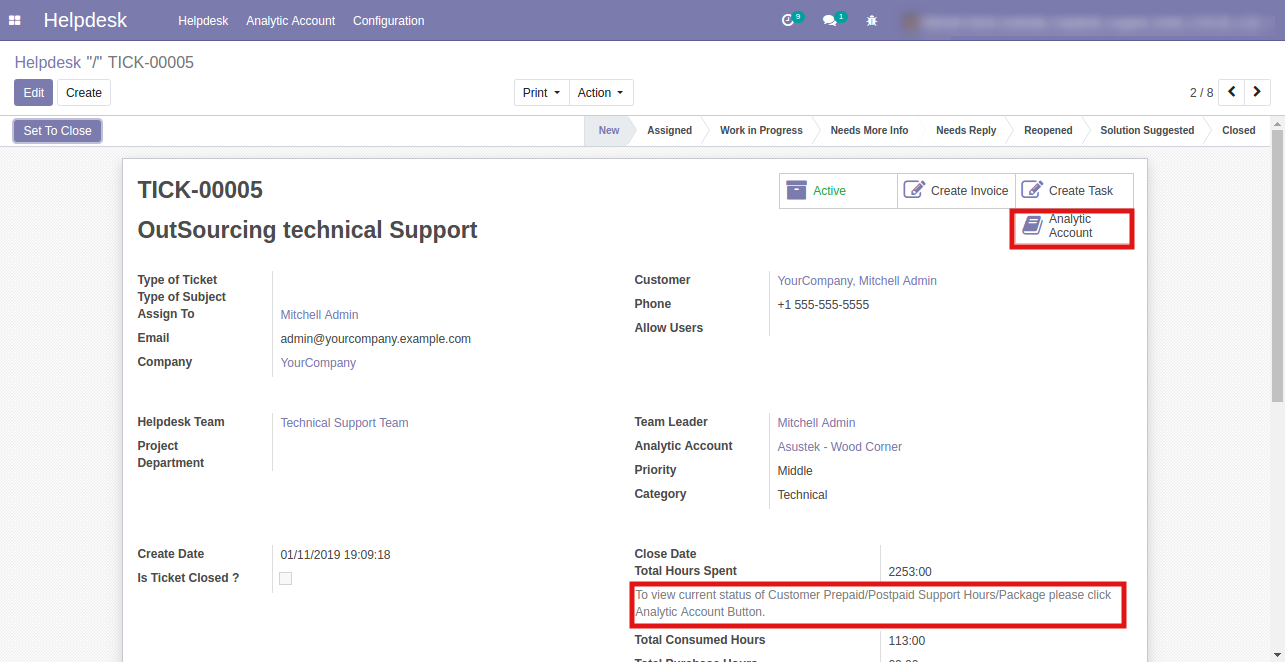 Helpdesk Helpdesk Analytic Account Configuration 9 1
Helpdesk "/" TICK-00005
Edit Create Print Action 2 / 8
Set To Close New Assigned Work in Progress Needs More Info Needs Reply Reopened Solution Suggested Closed
TICK-00005
Active Create Invoice Create Task
Analytic
Account
OutSourcing technical Support
Type of Ticket
Type of Subject
Assign To Mitchell Admin
Email admin@yourcompany.example.com
Company YourCompany
Customer YourCompany, Mitchell Admin
Phone +1 555-555-5555
Allow Users
Helpdesk Team Technical Support Team
Project
Department
Team Leader Mitchell Admin
Analytic Account Asustek - Wood Corner
Priority Middle
Category Technical
Create Date 01/11/2019 19:09:18
Is Ticket Closed ?
Close Date
Total Hours Spent 2253:00
To view current status of Customer Prepaid/Postpaid Support Hours/Package please click
Analytic Account Button.
Total Consumed Hours 113:00
Total Purchase Hours